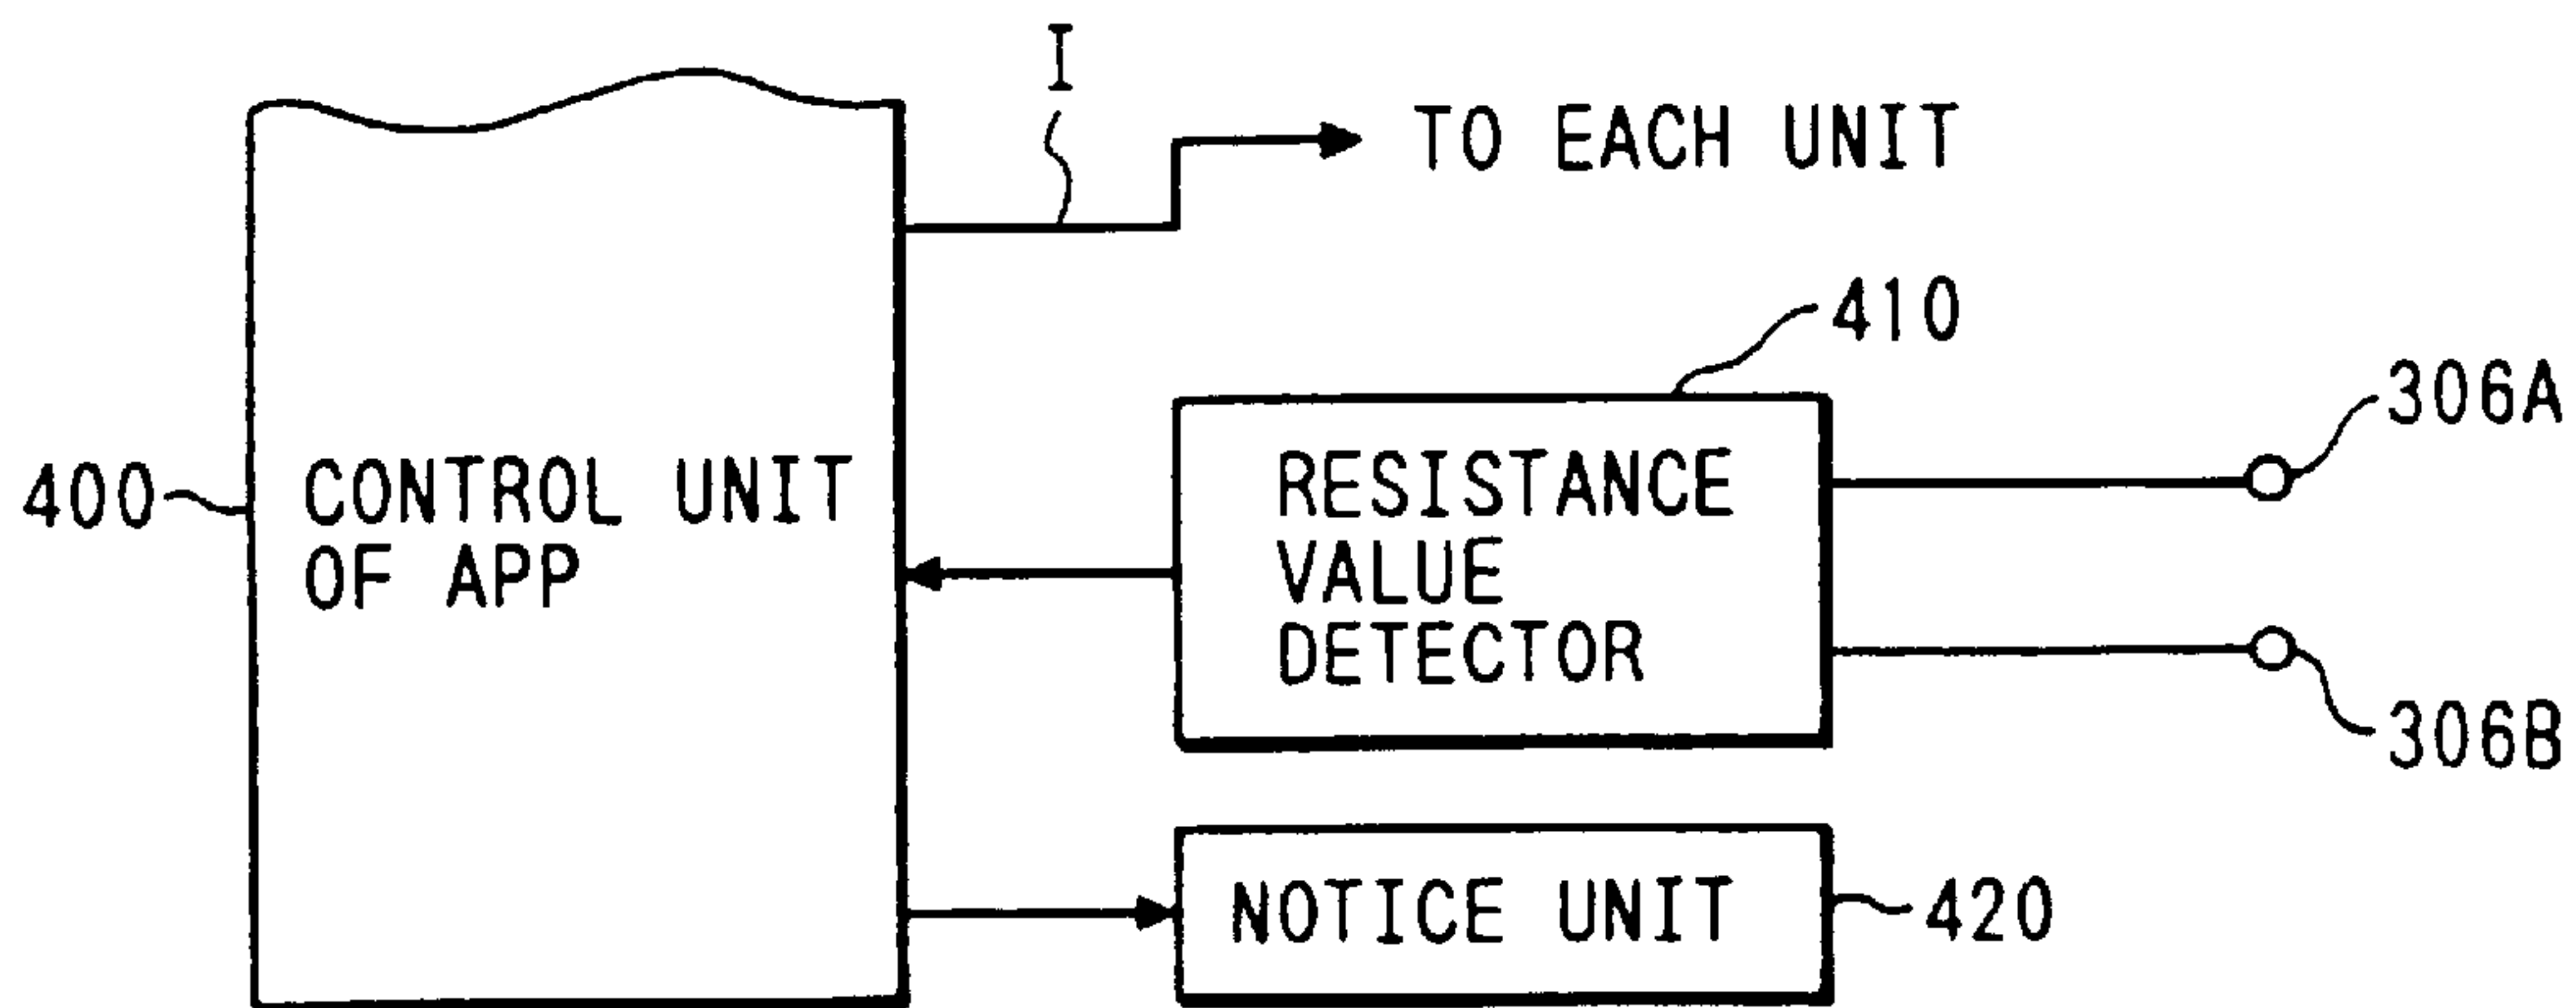 I
TO EACH UNIT
410
306A
400
CONTROL UNIT
OF APP
RESISTANCE
VALUE
DETECTOR
306B
NOTICE UNIT
420